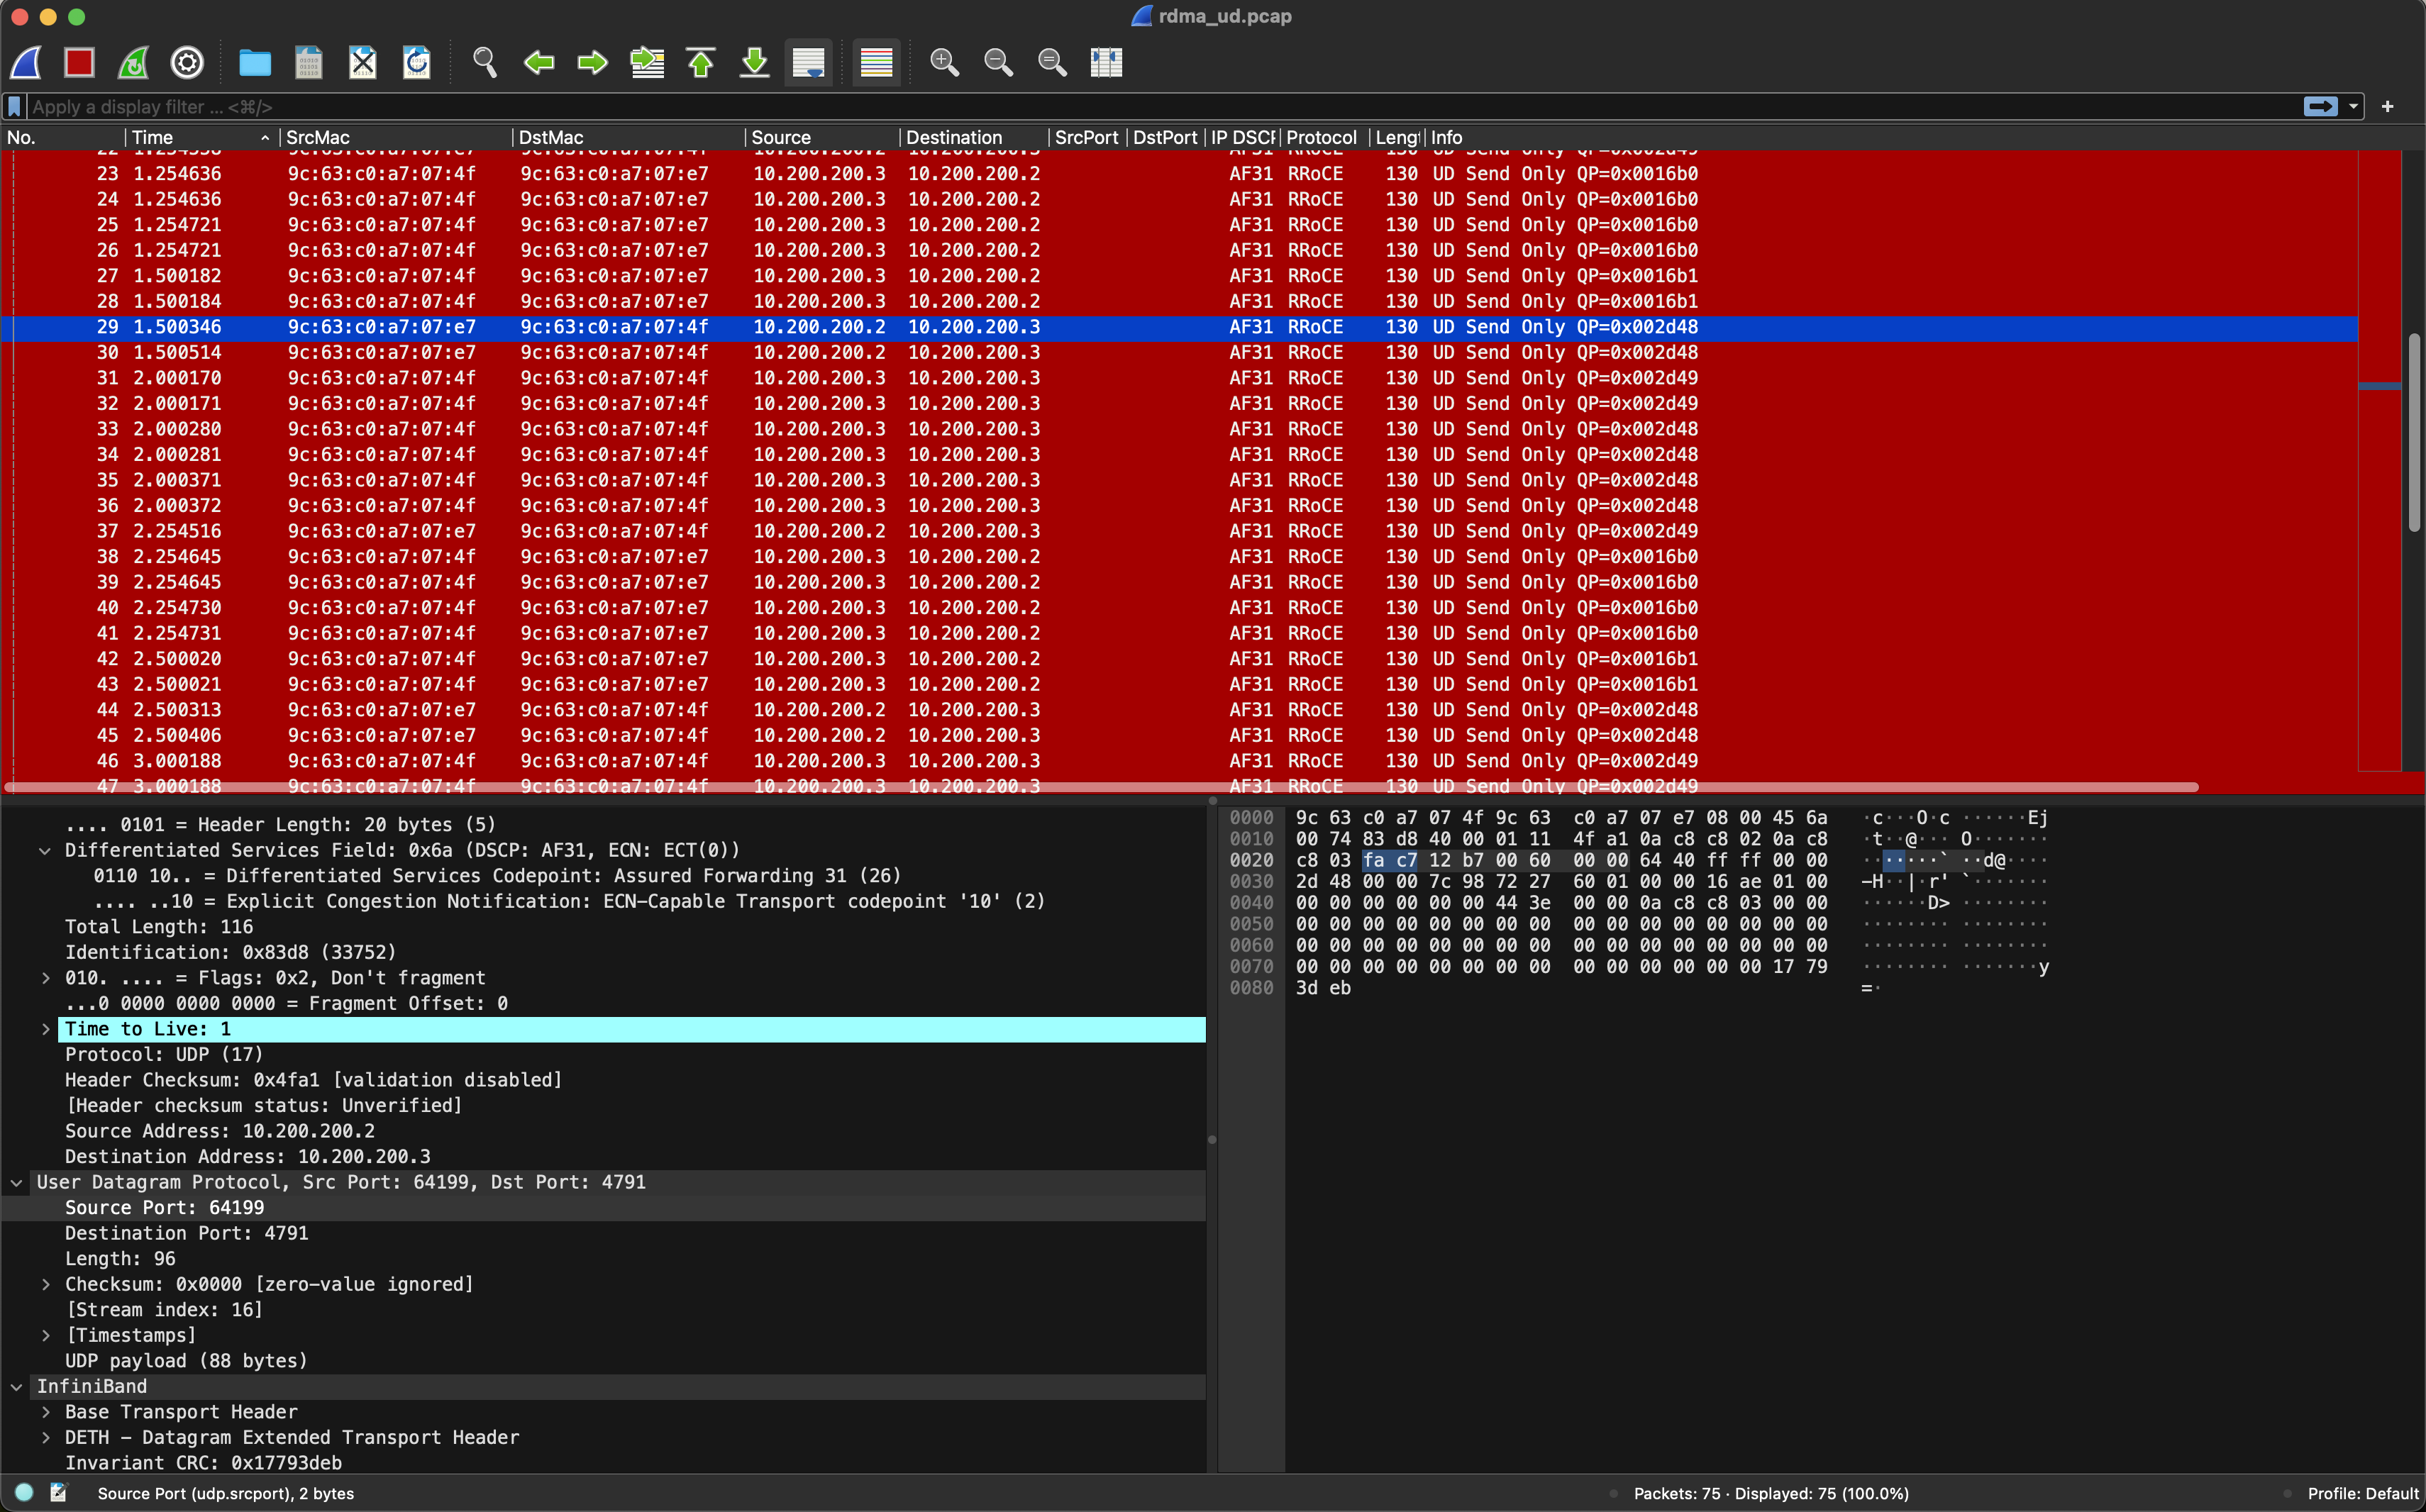 rdma_ud.pcap
Apply a display filter ... <⌘/>
No. Time SrcMac DstMac Source Destination SrcPort DstPort IP DSCF Protocol Lengt Info
23 1.254636 9c:63:c0:a7:07:4f 9c:63:c0:a7:07:e7 10.200.200.3 10.200.200.2 AF31 RRoCE 130 UD Send Only QP=0x0016b0
24 1.254636 9c:63:c0:a7:07:4f 9c:63:c0:a7:07:e7 10.200.200.3 10.200.200.2 AF31 RRoCE 130 UD Send Only QP=0x0016b0
25 1.254721 9c:63:c0:a7:07:4f 9c:63:c0:a7:07:e7 10.200.200.3 10.200.200.2 AF31 RRoCE 130 UD Send Only QP=0x0016b0
26 1.254721 9c:63:c0:a7:07:4f 9c:63:c0:a7:07:e7 10.200.200.3 10.200.200.2 AF31 RRoCE 130 UD Send Only QP=0x0016b0
27 1.500182 9c:63:c0:a7:07:4f 9c:63:c0:a7:07:e7 10.200.200.3 10.200.200.2 AF31 RRoCE 130 UD Send Only QP=0x0016b1
28 1.500184 9c:63:c0:a7:07:4f 9c:63:c0:a7:07:e7 10.200.200.3 10.200.200.2 AF31 RRoCE 130 UD Send Only QP=0x0016b1
29 1.500346 9c:63:c0:a7:07:e7 9c:63:c0:a7:07:4f 10.200.200.2 10.200.200.3 AF31 RRoCE 130 UD Send Only QP=0x002d48
30 1.500514 9c:63:c0:a7:07:e7 9c:63:c0:a7:07:4f 10.200.200.2 10.200.200.3 AF31 RRoCE 130 UD Send Only QP=0x002d48
31 2.000170 9c:63:c0:a7:07:4f 9c:63:c0:a7:07:4f 10.200.200.3 10.200.200.3 AF31 RRoCE 130 UD Send Only QP=0x002d49
32 2.000171 9c:63:c0:a7:07:4f 9c:63:c0:a7:07:4f 10.200.200.3 10.200.200.3 AF31 RRoCE 130 UD Send Only QP=0x002d49
33 2.000280 9c:63:c0:a7:07:4f 9c:63:c0:a7:07:4f 10.200.200.3 10.200.200.3 AF31 RRoCE 130 UD Send Only QP=0x002d48
34 2.000281 9c:63:c0:a7:07:4f 9c:63:c0:a7:07:4f 10.200.200.3 10.200.200.3 AF31 RRoCE 130 UD Send Only QP=0x002d48
35 2.000371 9c:63:c0:a7:07:4f 9c:63:c0:a7:07:4f 10.200.200.3 10.200.200.3 AF31 RRoCE 130 UD Send Only QP=0x002d48
36 2.000372 9c:63:c0:a7:07:4f 9c:63:c0:a7:07:4f 10.200.200.3 10.200.200.3 AF31 RRoCE 130 UD Send Only QP=0x002d48
37 2.254516 9c:63:c0:a7:07:e7 9c:63:c0:a7:07:4f 10.200.200.2 10.200.200.3 AF31 RRoCE 130 UD Send Only QP=0x002d49
38 2.254645 9c:63:c0:a7:07:4f 9c:63:c0:a7:07:e7 10.200.200.3 10.200.200.2 AF31 RRoCE 130 UD Send Only QP=0x0016b0
39 2.254645 9c:63:c0:a7:07:4f 9c:63:c0:a7:07:e7 10.200.200.3 10.200.200.2 AF31 RRoCE 130 UD Send Only QP=0x0016b0
40 2.254730 9c:63:c0:a7:07:4f 9c:63:c0:a7:07:e7 10.200.200.3 10.200.200.2 AF31 RRoCE 130 UD Send Only QP=0x0016b0
41 2.254731 9c:63:c0:a7:07:4f 9c:63:c0:a7:07:e7 10.200.200.3 10.200.200.2 AF31 RRoCE 130 UD Send Only QP=0x0016b0
42 2.500020 9c:63:c0:a7:07:4f 9c:63:c0:a7:07:e7 10.200.200.3 10.200.200.2 AF31 RRoCE 130 UD Send Only QP=0x0016b1
43 2.500021 9c:63:c0:a7:07:4f 9c:63:c0:a7:07:e7 10.200.200.3 10.200.200.2 AF31 RRoCE 130 UD Send Only QP=0x0016b1
44 2.500313 9c:63:c0:a7:07:e7 9c:63:c0:a7:07:4f 10.200.200.2 10.200.200.3 AF31 RRoCE 130 UD Send Only QP=0x002d48
45 2.500406 9c:63:c0:a7:07:e7 9c:63:c0:a7:07:4f 10.200.200.2 10.200.200.3 AF31 RRoCE 130 UD Send Only QP=0x002d48
46 3.000188 9c:63:c0:a7:07:4f 9c:63:c0:a7:07:4f 10.200.200.3 10.200.200.3 AF31 RRoCE 130 UD Send Only QP=0x002d49
47 3.000188 9c:63:c0:a7:07:4f 9c:63:c0:a7:07:4f 10.200.200.3 10.200.200.3 AF31 RRoCE 130 UD Send Only QP=0x002d49
.... 0101 = Header Length: 20 bytes (5)
Differentiated Services Field: 0x6a (DSCP: AF31, ECN: ECT(0))
0110 10.. = Differentiated Services Codepoint: Assured Forwarding 31 (26)
.... ..10 = Explicit Congestion Notification: ECN-Capable Transport codepoint '10' (2)
Total Length: 116
Identification: 0x83d8 (33752)
010. .... = Flags: 0x2, Don't fragment
...0 0000 0000 0000 = Fragment Offset: 0
Time to Live: 1
Protocol: UDP (17)
Header Checksum: 0x4fa1 [validation disabled]
[Header checksum status: Unverified]
Source Address: 10.200.200.2
Destination Address: 10.200.200.3
User Datagram Protocol, Src Port: 64199, Dst Port: 4791
Source Port: 64199
Destination Port: 4791
Length: 96
Checksum: 0x0000 [zero-value ignored]
[Stream index: 16]
[Timestamps]
UDP payload (88 bytes)
InfiniBand
Base Transport Header
DETH - Datagram Extended Transport Header
Invariant CRC: 0x17793deb
0000 9c 63 c0 a7 07 4f 9c 63 c0 a7 07 e7 08 00 45 6a ·c···O·c ······Ej
0010 00 74 83 d8 40 00 01 11 4f a1 0a c8 c8 02 0a c8 ·t··@··· O·······
0020 c8 03 fa c7 12 b7 00 60 00 00 64 40 ff ff 00 00 ·······` ··d@····
0030 2d 48 00 00 7c 98 72 27 60 01 00 00 16 ae 01 00 -H··|·r' `·······
0040 00 00 00 00 00 00 44 3e 00 00 0a c8 c8 03 00 00 ······D> ········
0050 00 00 00 00 00 00 00 00 00 00 00 00 00 00 00 00 ········ ········
0060 00 00 00 00 00 00 00 00 00 00 00 00 00 00 00 00 ········ ········
0070 00 00 00 00 00 00 00 00 00 00 00 00 00 00 17 79 ········ ·······y
0080 3d eb =·
Source Port (udp.srcport), 2 bytes
Packets: 75 · Displayed: 75 (100.0%)
Profile: Default